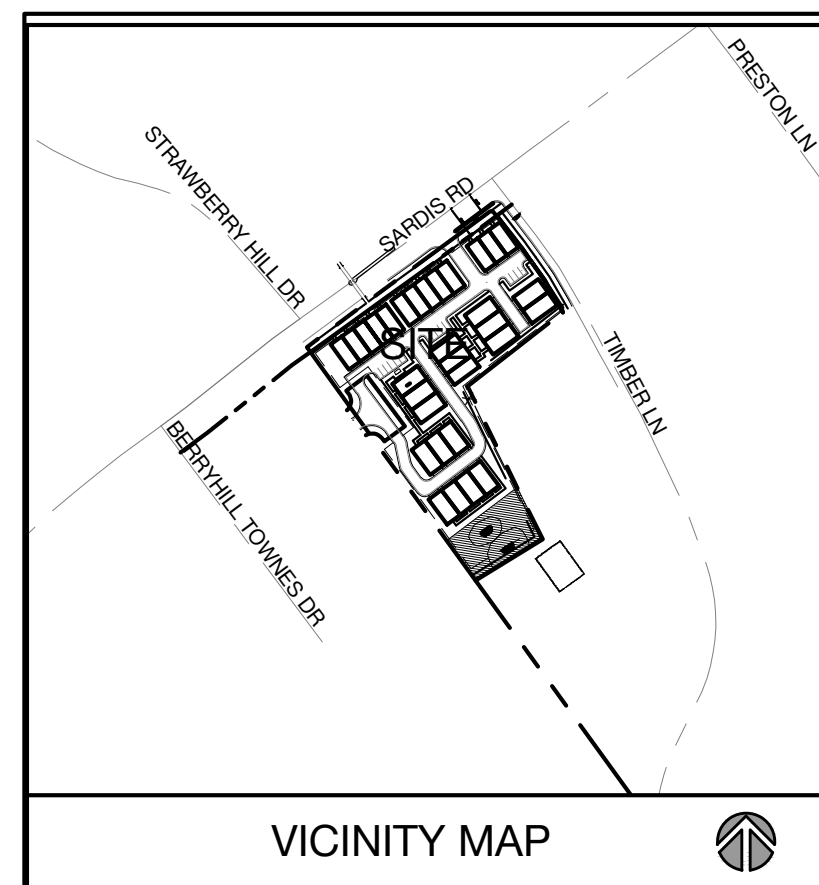 PRESTON LN
STRAWBERRY HILL DR
SARDIS RD
SITE
TIMBER LN
BERRYHILL TOWNES DR
VICINITY MAP